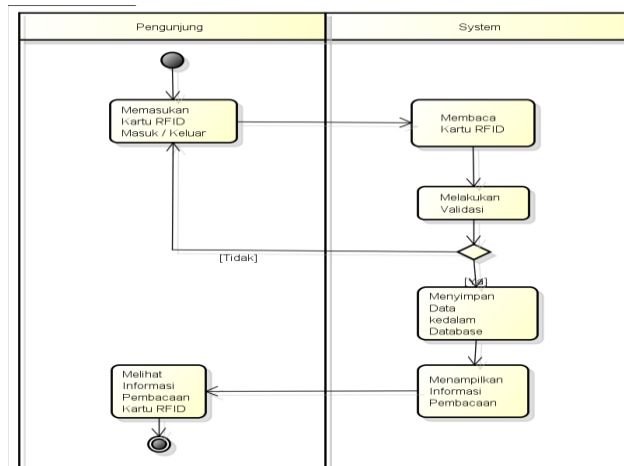 Pengunjung
System
Memasukan
Kartu RFID
Masuk / Keluar
Membaca
Kartu RFID
Melakukan
Validasi
[Tidak]
[Ya]
Menyimpan
Data
kedalam
Database
Melihat
Informasi
Pembacaan
Kartu RFID
Menampilkan
Informasi
Pembacaan